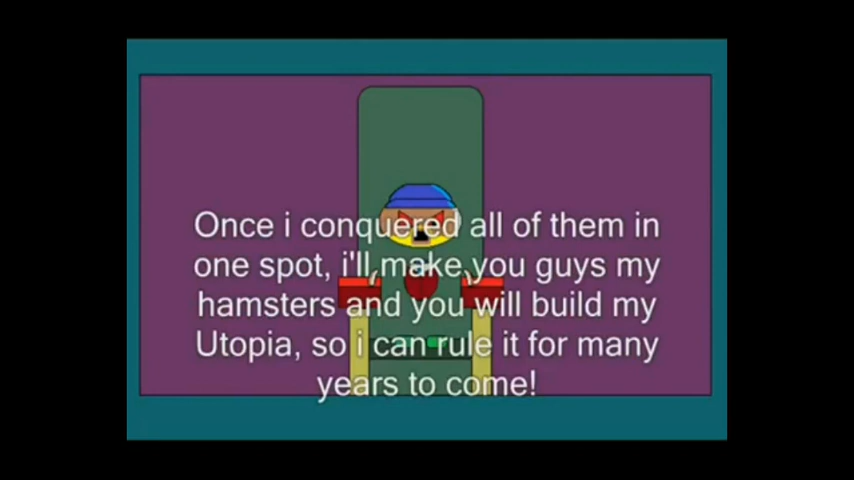 Once i conquered all of them in
one spot, i'll make you guys my
hamsters and you will build my
Utopia, so i can rule it for many
years to come!